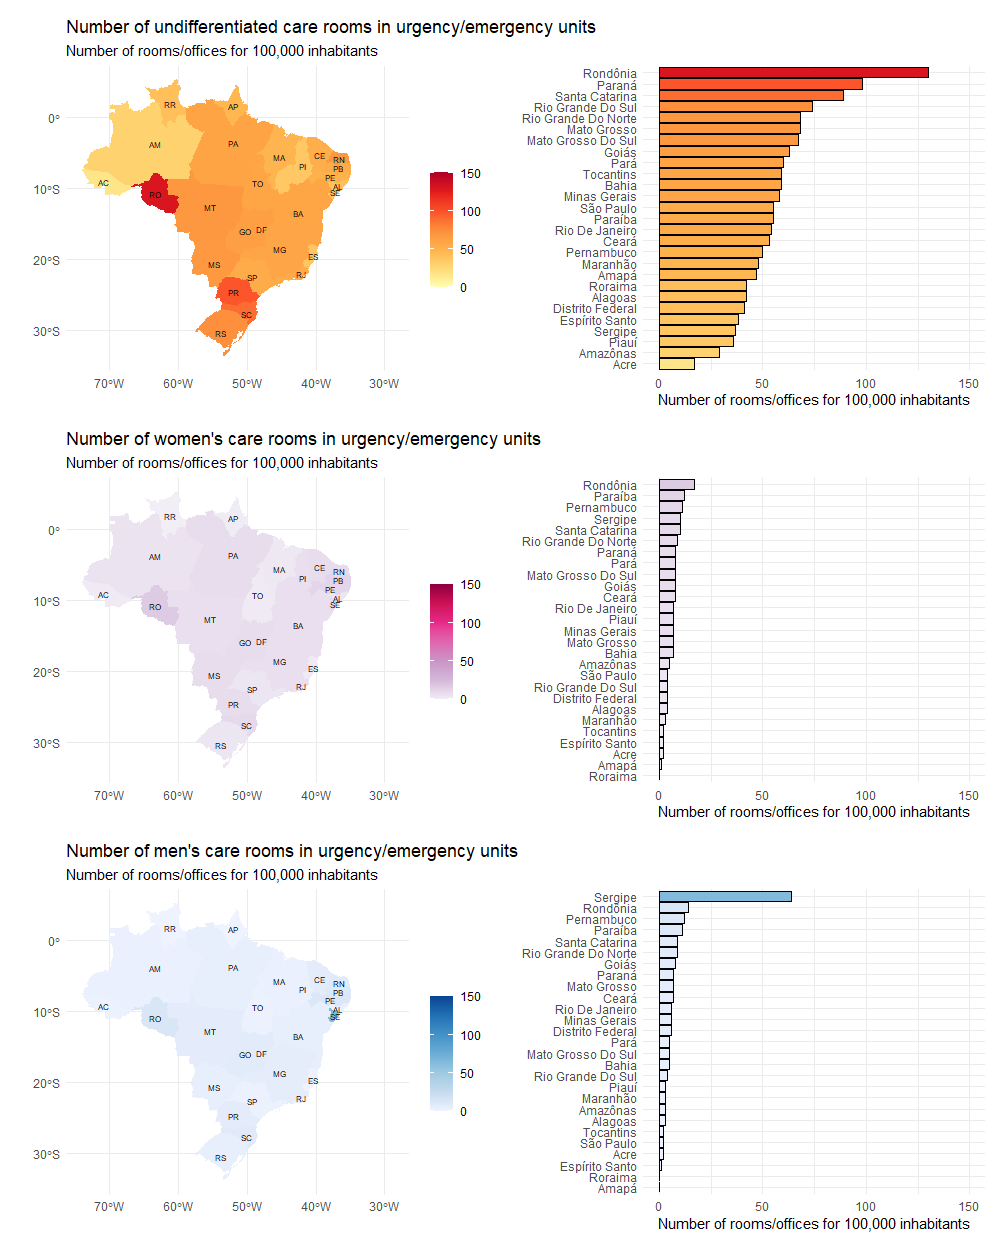 Number of undifferentiated care rooms in urgency/emergency units
Number of rooms/offices for 100,000 inhabitants
0°
10°S
20°S
30°S
70°W
60°W
50°W
40°W
30°W
RR
AP
AM
PA
MA
CE
RN
PB
PI
PE
AL
SE
AC
RO
TO
MT
BA
GO
DF
MG
ES
MS
SP
RJ
PR
SC
RS
150
100
50
0
Rondônia
Paraná
Santa Catarina
Rio Grande Do Sul
Rio Grande Do Norte
Mato Grosso
Mato Grosso Do Sul
Goiás
Pará
Tocantins
Bahia
Minas Gerais
São Paulo
Paraíba
Rio De Janeiro
Ceará
Pernambuco
Maranhão
Amapá
Roraima
Alagoas
Distrito Federal
Espírito Santo
Sergipe
Piauí
Amazônas
Acre
0
50
100
150
Number of rooms/offices for 100,000 inhabitants
Number of women's care rooms in urgency/emergency units
Number of rooms/offices for 100,000 inhabitants
0°
10°S
20°S
30°S
70°W
60°W
50°W
40°W
30°W
RR
AP
AM
PA
MA
CE
RN
PB
PI
PE
AL
SE
AC
RO
TO
MT
BA
GO
DF
MG
ES
MS
SP
RJ
PR
SC
RS
150
100
50
0
Rondônia
Paraíba
Pernambuco
Sergipe
Santa Catarina
Rio Grande Do Norte
Paraná
Pará
Mato Grosso Do Sul
Goiás
Ceará
Rio De Janeiro
Piauí
Minas Gerais
Mato Grosso
Bahia
Amazônas
São Paulo
Rio Grande Do Sul
Distrito Federal
Alagoas
Maranhão
Tocantins
Espírito Santo
Acre
Amapá
Roraima
0
50
100
150
Number of rooms/offices for 100,000 inhabitants
Number of men's care rooms in urgency/emergency units
Number of rooms/offices for 100,000 inhabitants
0°
10°S
20°S
30°S
70°W
60°W
50°W
40°W
30°W
RR
AP
AM
PA
MA
CE
RN
PB
PI
PE
AL
SE
AC
RO
TO
MT
BA
GO
DF
MG
ES
MS
SP
RJ
PR
SC
RS
150
100
50
0
Sergipe
Rondônia
Pernambuco
Paraíba
Santa Catarina
Rio Grande Do Norte
Goiás
Paraná
Mato Grosso
Ceará
Rio De Janeiro
Minas Gerais
Distrito Federal
Pará
Mato Grosso Do Sul
Bahia
Rio Grande Do Sul
Piauí
Maranhão
Amazônas
Alagoas
Tocantins
São Paulo
Acre
Espírito Santo
Roraima
Amapá
0
50
100
150
Number of rooms/offices for 100,000 inhabitants